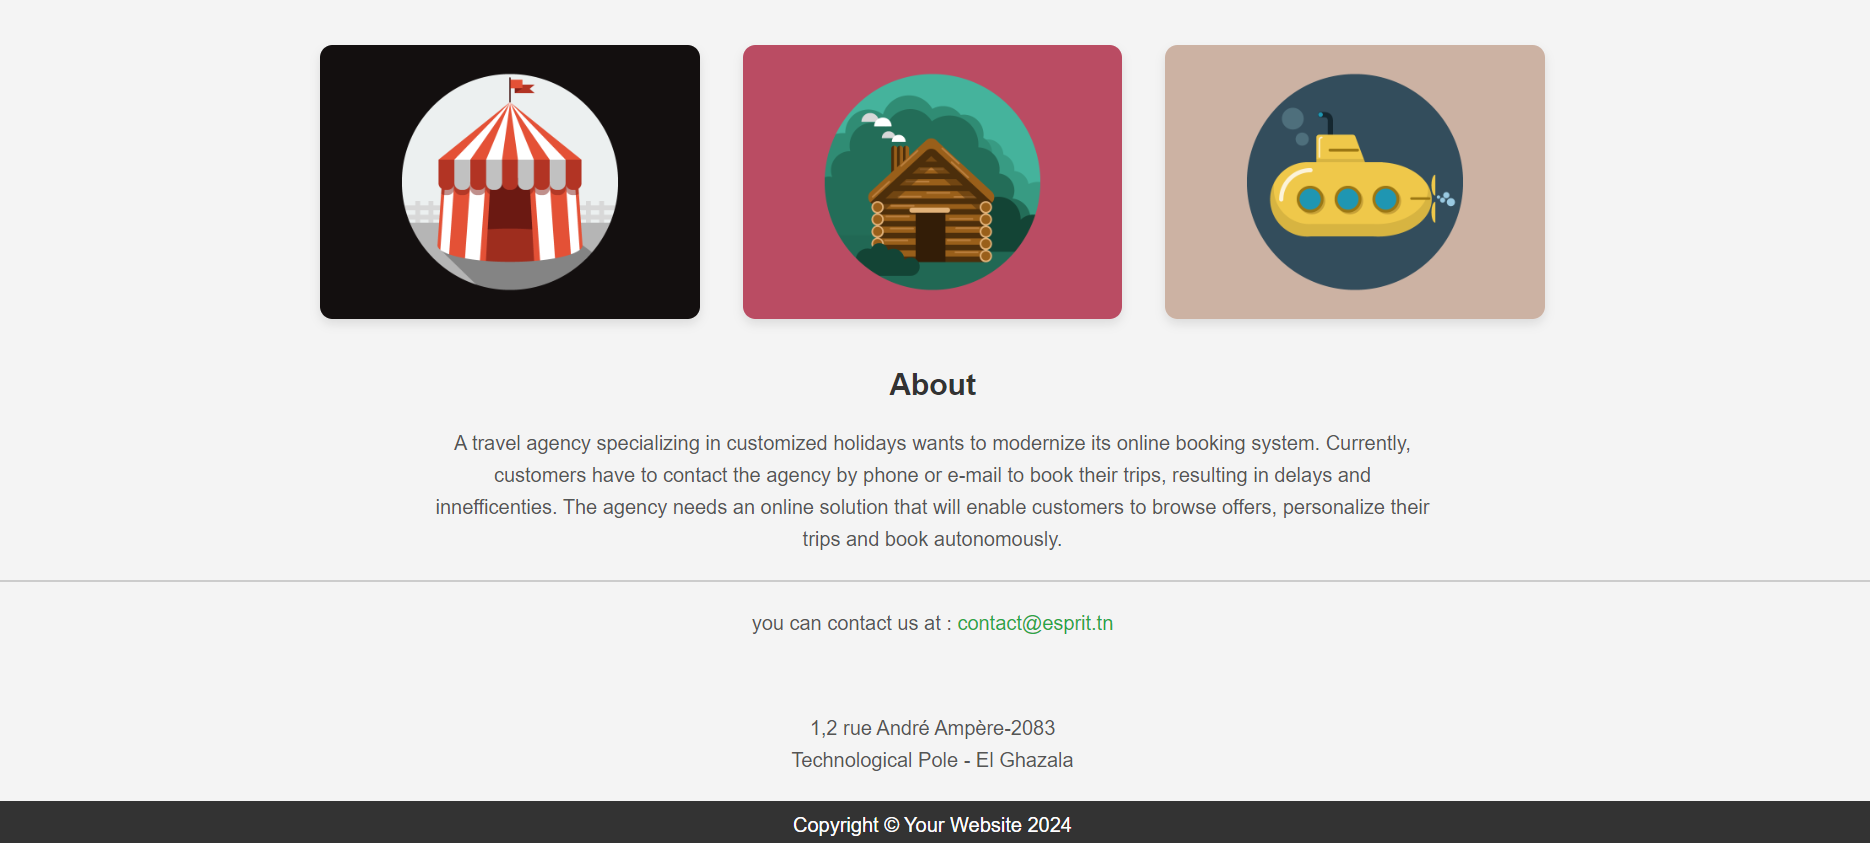 About
A travel agency specializing in customized holidays wants to modernize its online booking system. Currently,
customers have to contact the agency by phone or e-mail to book their trips, resulting in delays and
innefficenties. The agency needs an online solution that will enable customers to browse offers, personalize their
trips and book autonomously.
you can contact us at : contact@esprit.tn
1,2 rue André Ampère-2083
Technological Pole - El Ghazala
Copyright © Your Website 2024